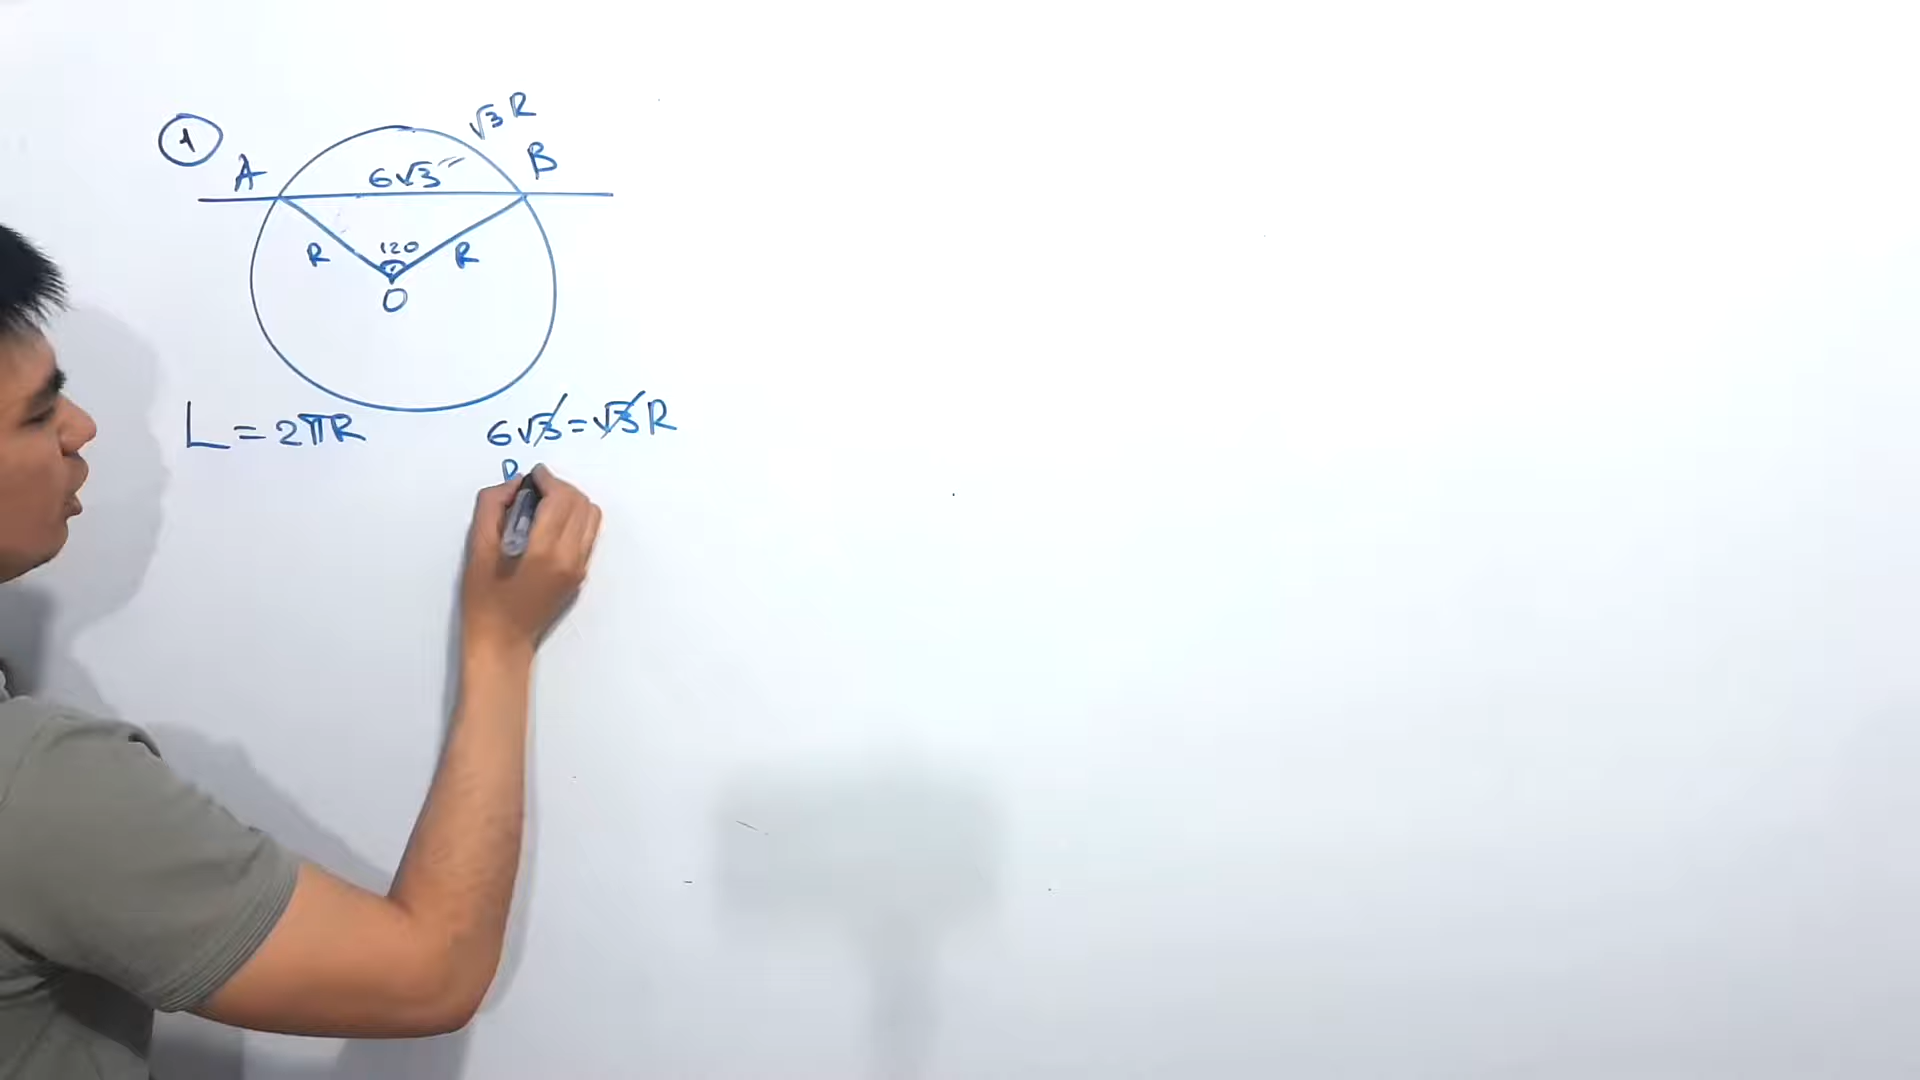 1
√3 R
A
6√3 =
B
R
120
R
O
L = 2πR
6√3 = √3 R
R